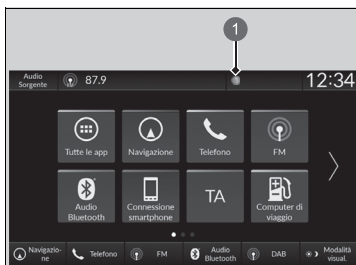 1
Audio
Sorgente
87.9
12:34
Tutte le app
Navigazione
Telefono
FM
Audio
Bluetooth
Connessione
smartphone
TA
Computer di
viaggio
Navigazio-
ne
Telefono
FM
Audio
Bluetooth
DAB
Modalità
visual.